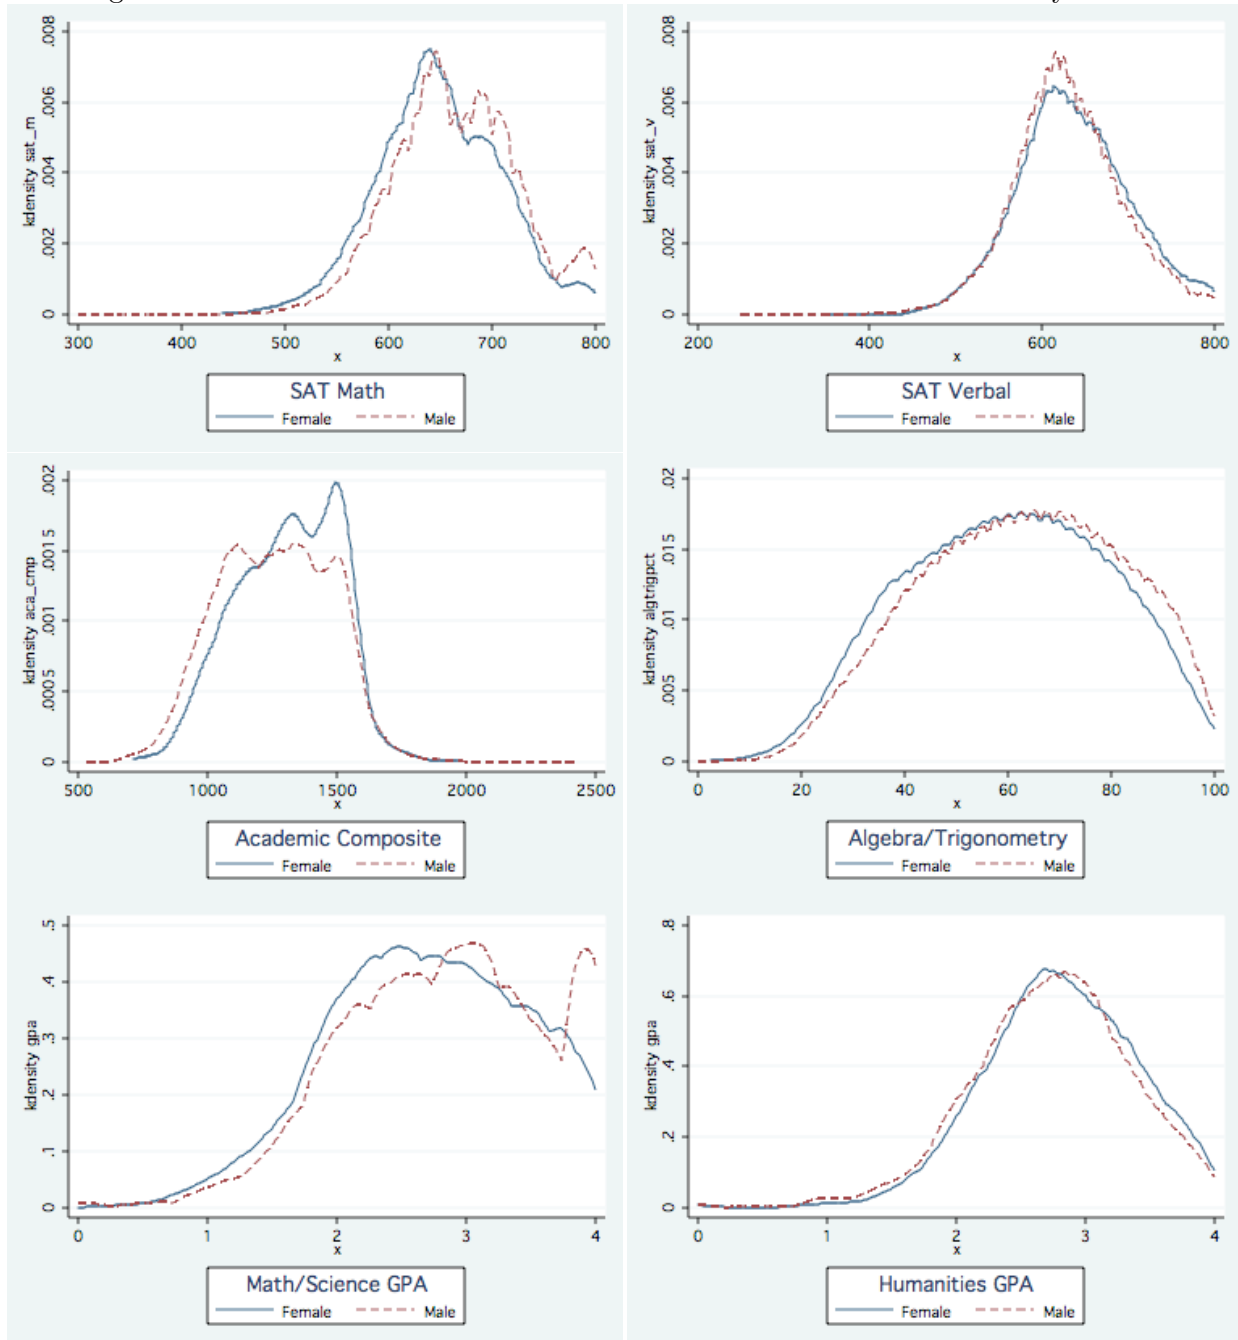 kdensity sat_m
0 .002 .004 .006 .008
300 400 500 600 700 800
x
SAT Math
Female Male
kdensity sat_v
0 .002 .004 .006 .008
200 400 600 800
x
SAT Verbal
Female Male
kdensity aca_cmp
0 .0005 .001 .0015 .002
500 1000 1500 2000 2500
x
Academic Composite
Female Male
kdensity algtrigpct
0 .005 .01 .015 .02
0 20 40 60 80 100
x
Algebra/Trigonometry
Female Male
kdensity gpa
0 .1 .2 .3 .4 .5
0 1 2 3 4
x
Math/Science GPA
Female Male
kdensity gpa
0 .2 .4 .6 .8
0 1 2 3 4
x
Humanities GPA
Female Male